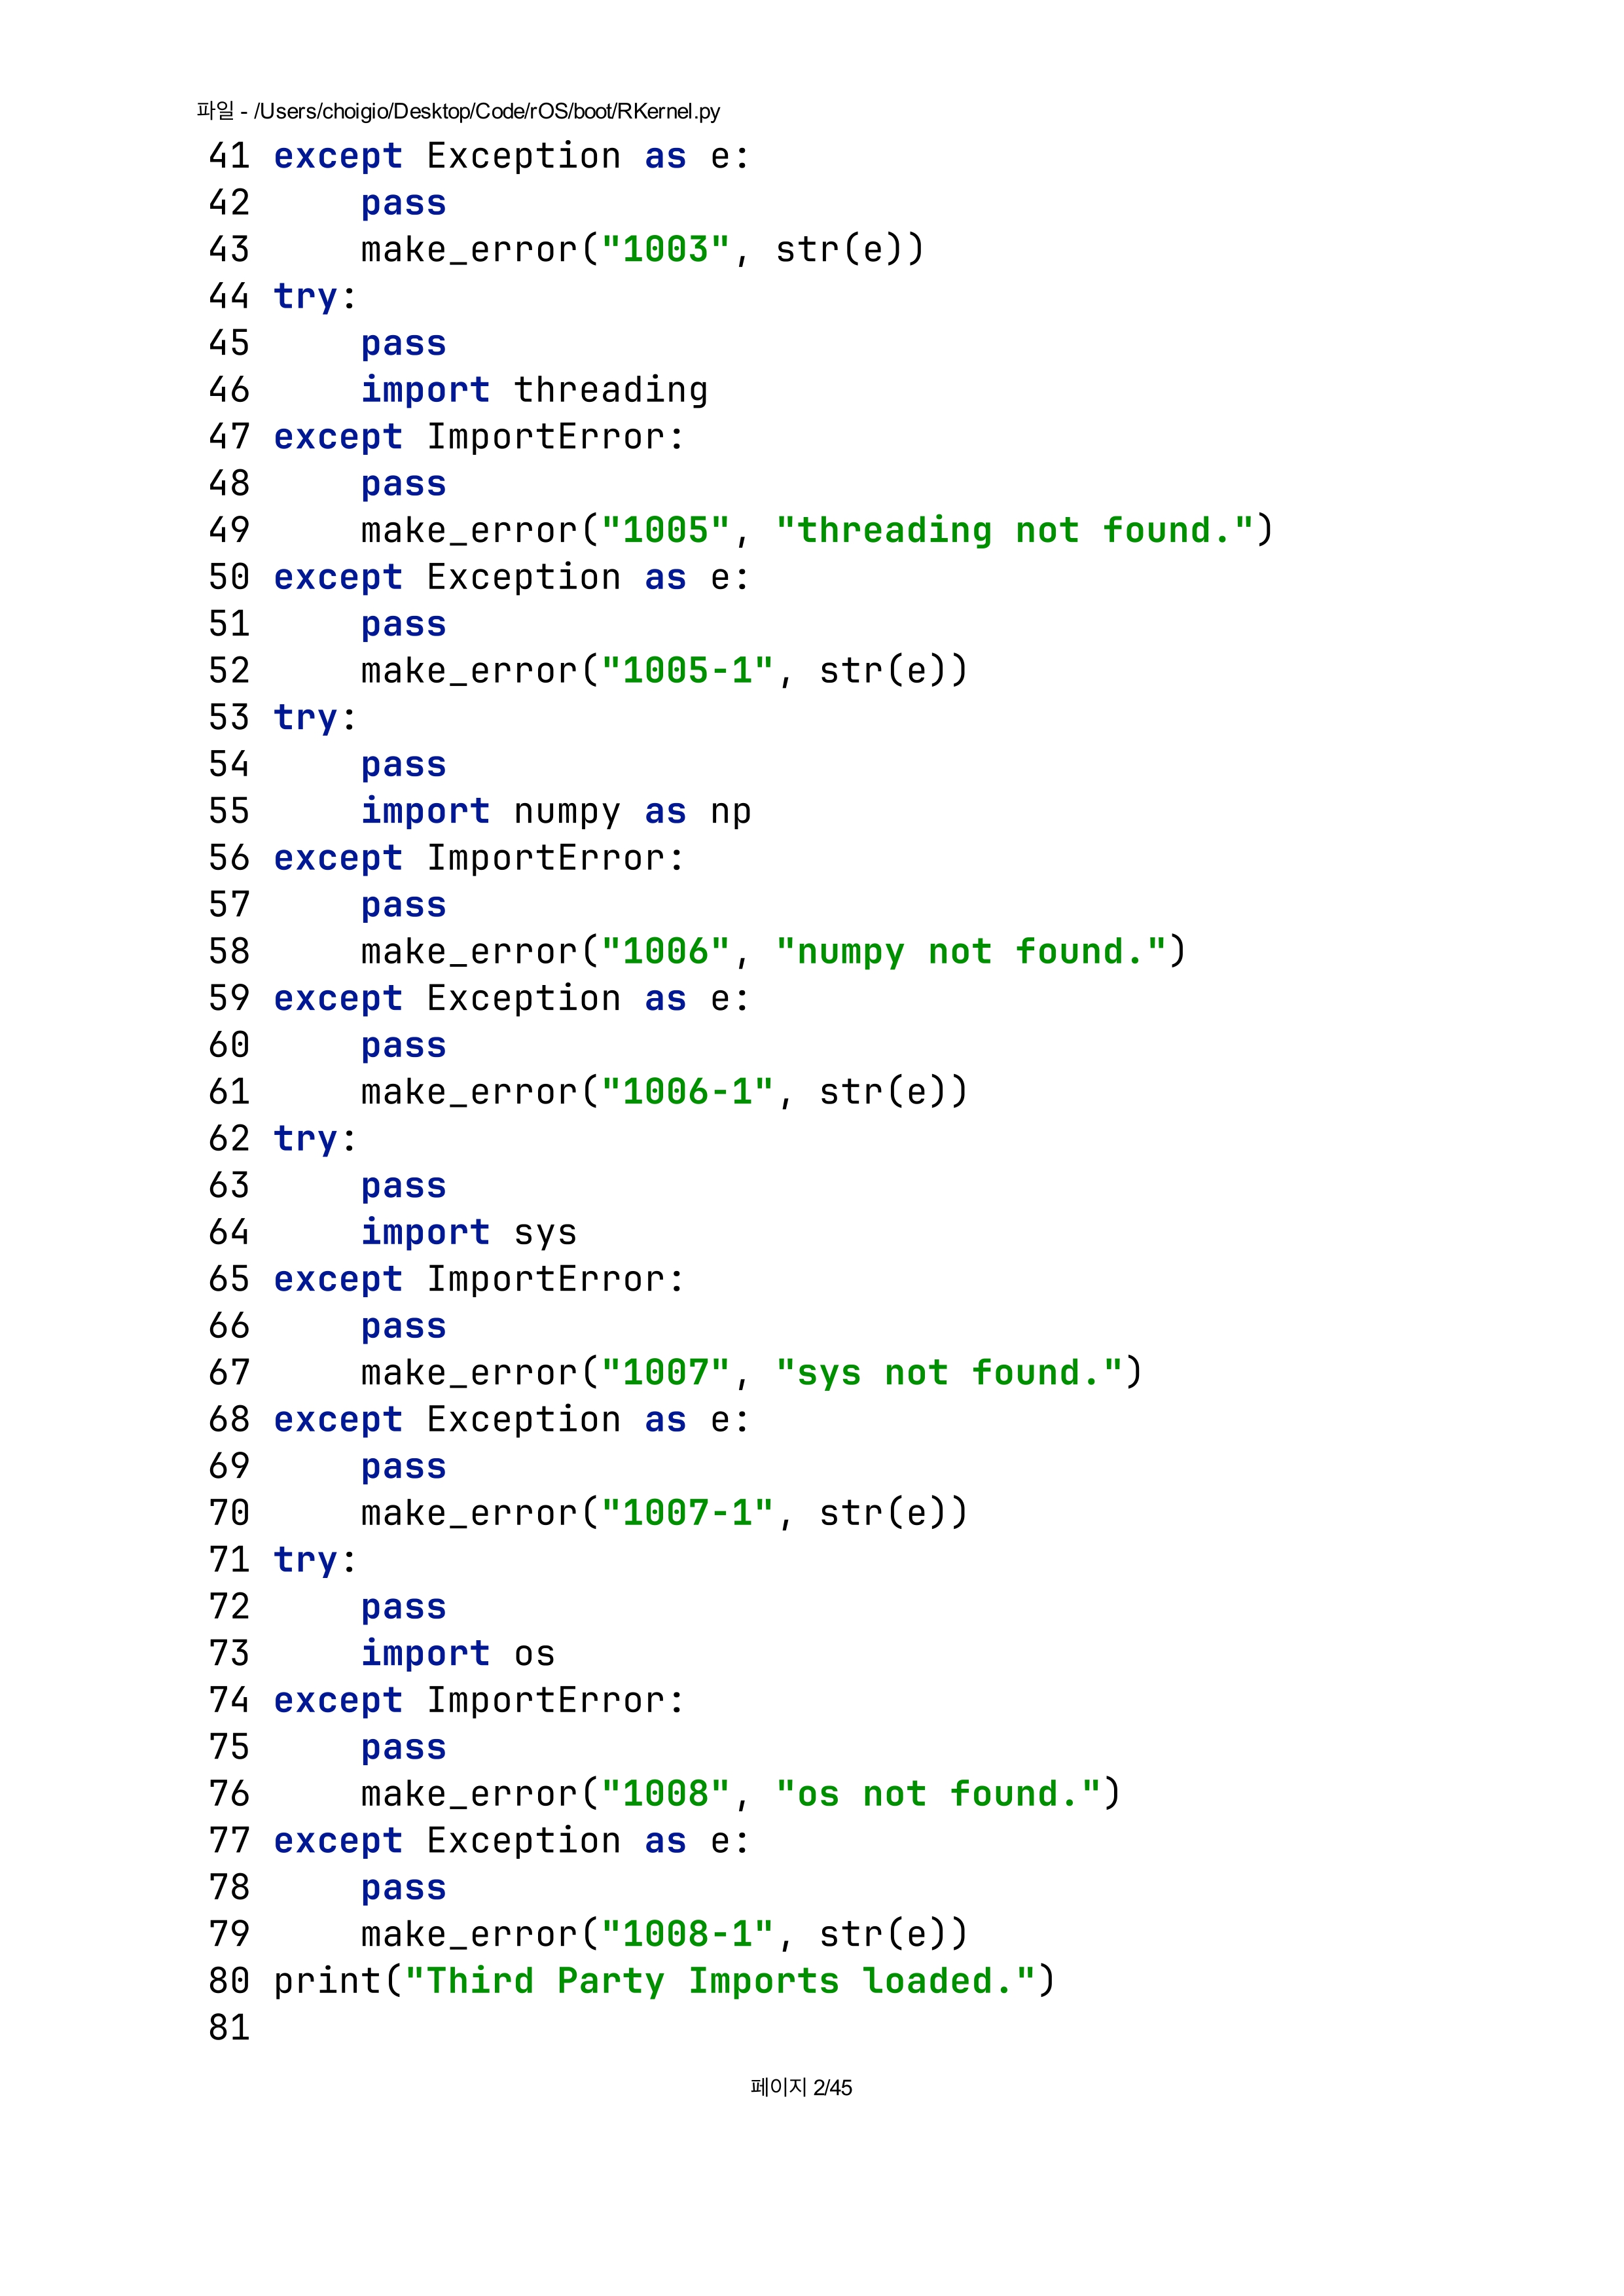 파일 - /Users/choigio/Desktop/Code/rOS/boot/RKernel.py
41 except Exception as e:
42     pass
43     make_error("1003", str(e))
44 try:
45     pass
46     import threading
47 except ImportError:
48     pass
49     make_error("1005", "threading not found.")
50 except Exception as e:
51     pass
52     make_error("1005-1", str(e))
53 try:
54     pass
55     import numpy as np
56 except ImportError:
57     pass
58     make_error("1006", "numpy not found.")
59 except Exception as e:
60     pass
61     make_error("1006-1", str(e))
62 try:
63     pass
64     import sys
65 except ImportError:
66     pass
67     make_error("1007", "sys not found.")
68 except Exception as e:
69     pass
70     make_error("1007-1", str(e))
71 try:
72     pass
73     import os
74 except ImportError:
75     pass
76     make_error("1008", "os not found.")
77 except Exception as e:
78     pass
79     make_error("1008-1", str(e))
80 print("Third Party Imports loaded.")
81
페이지 2/45